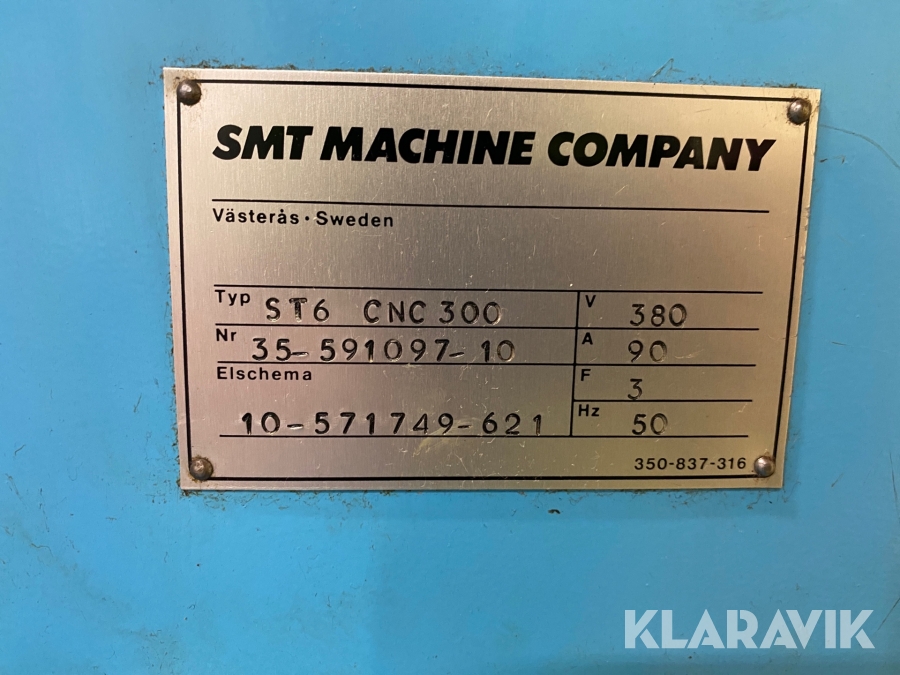 SMT MACHINE COMPANY
Västerås · Sweden
Typ ST6 CNC 300 V 380
Nr 35-591097-10 A 90
Elschema F 3
10-571749-621 Hz 50
350-837-316
KLARAVIK